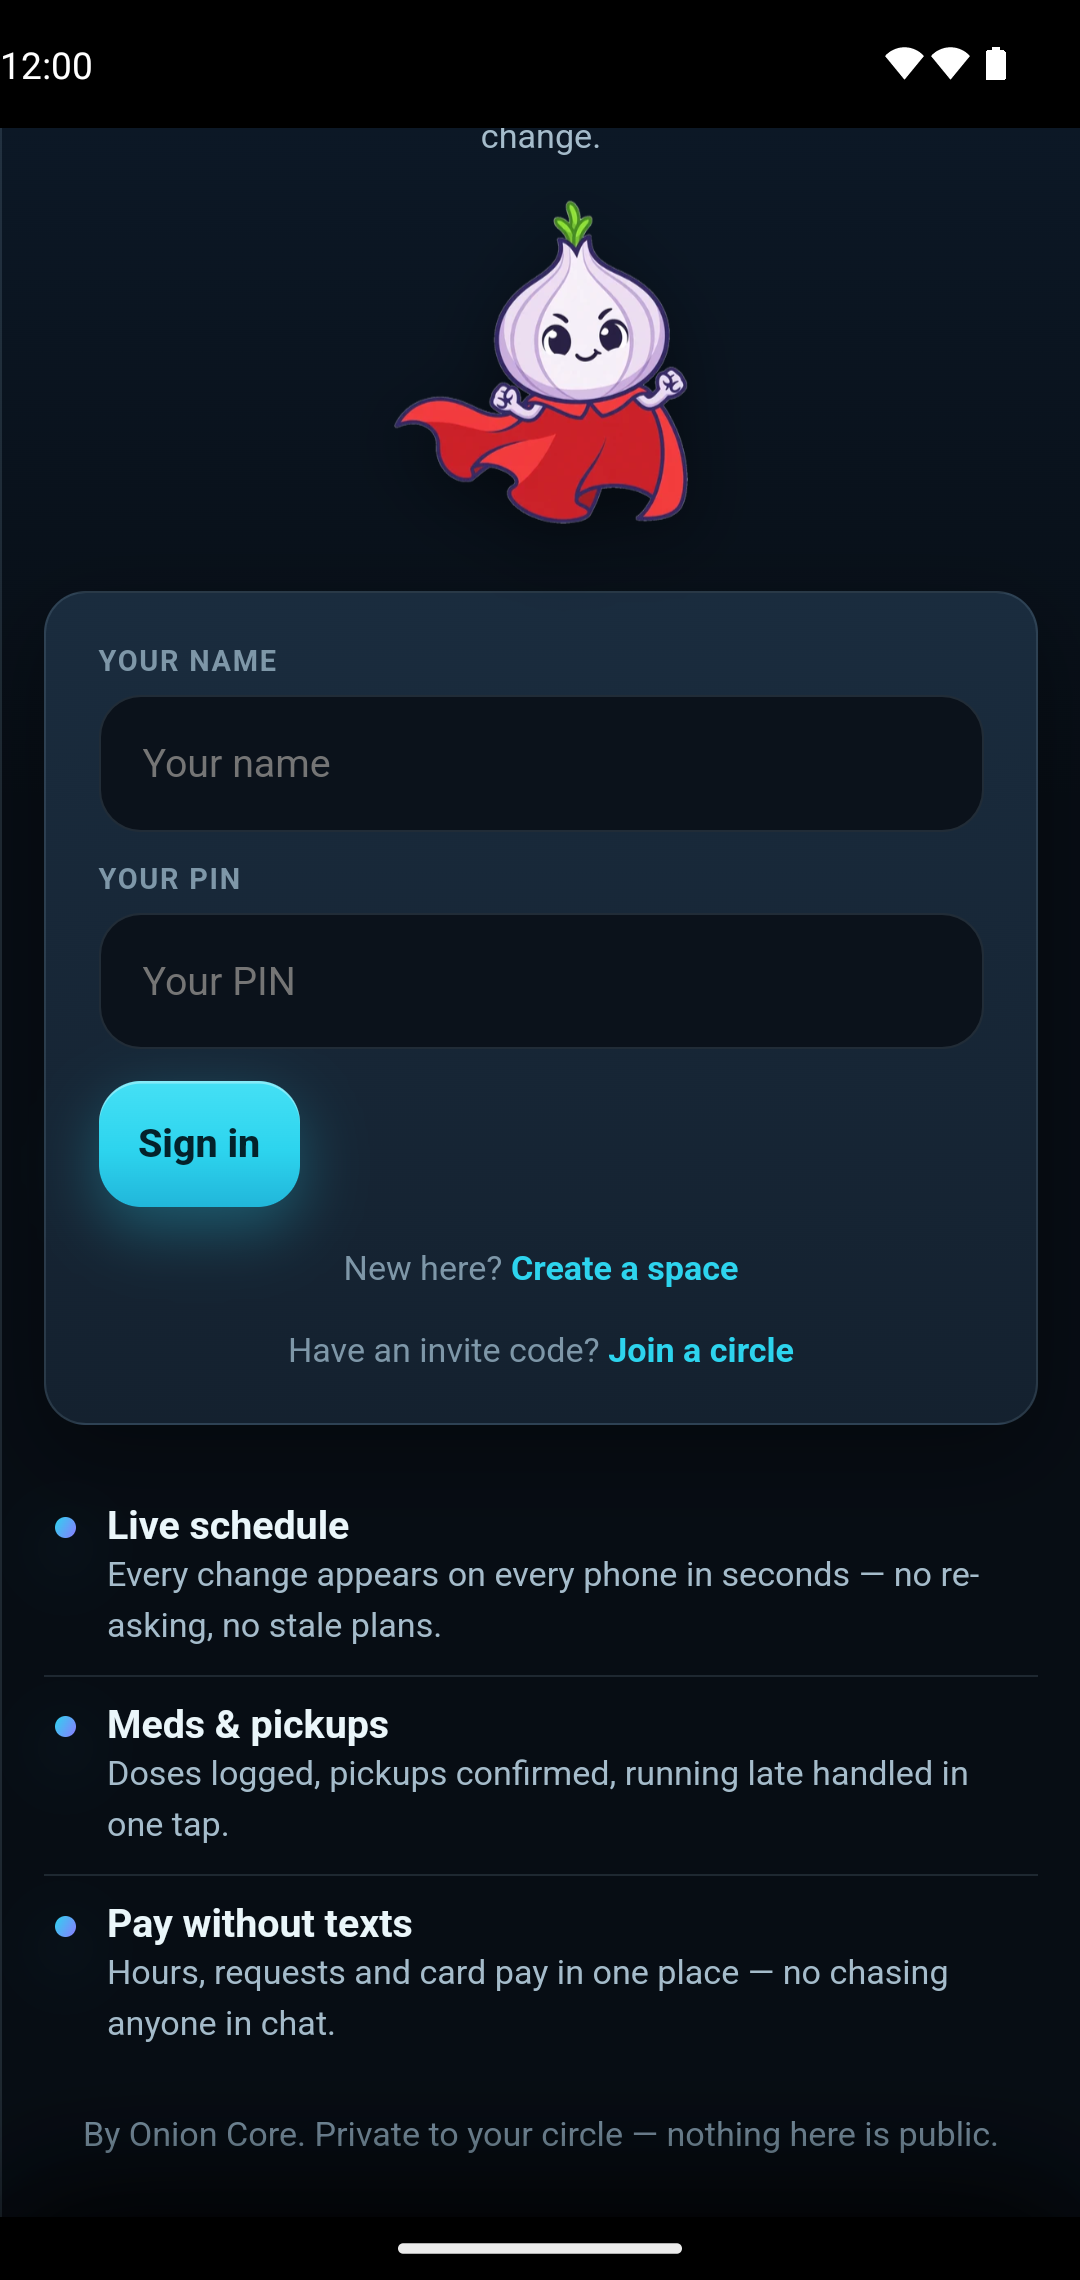 12:00
change.
YOUR NAME
Your name
YOUR PIN
Your PIN
Sign in
New here? Create a space
Have an invite code? Join a circle
Live schedule
Every change appears on every phone in seconds — no re-
asking, no stale plans.
Meds & pickups
Doses logged, pickups confirmed, running late handled in
one tap.
Pay without texts
Hours, requests and card pay in one place — no chasing
anyone in chat.
By Onion Core. Private to your circle — nothing here is public.